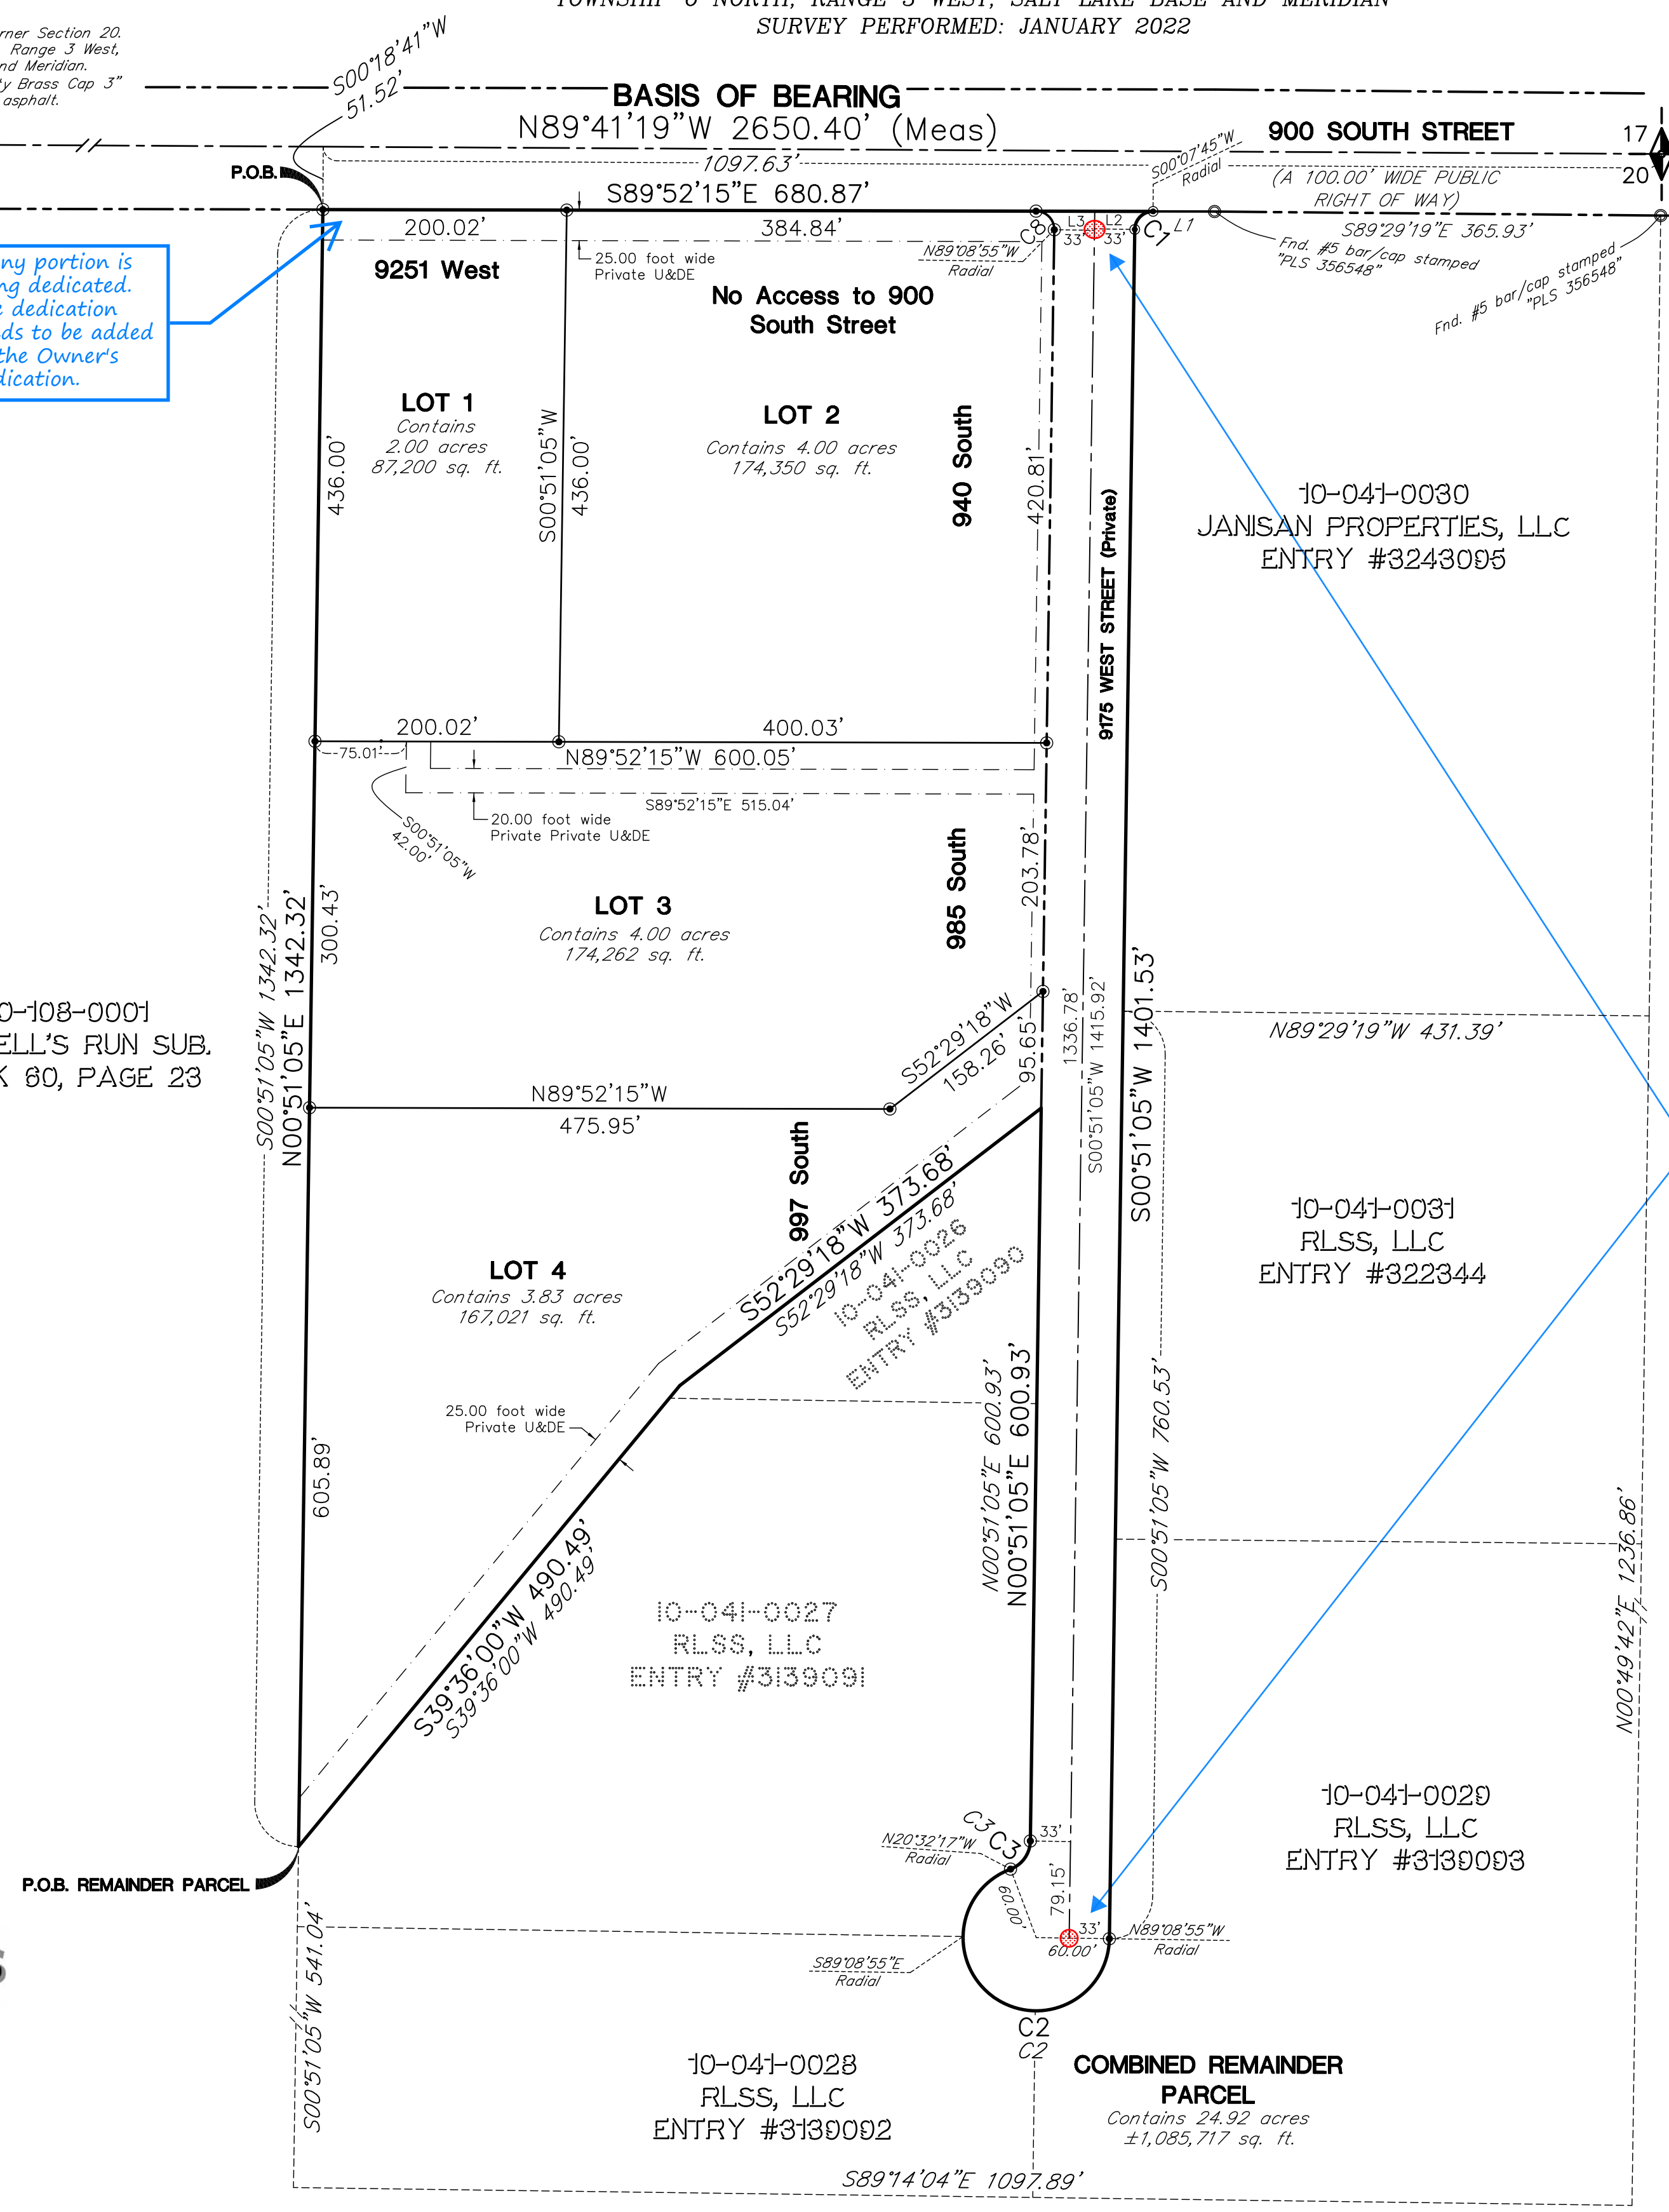 TOWNSHIP 6 NORTH, RANGE 3 WEST, SALT LAKE BASE AND MERIDIAN
SURVEY PERFORMED: JANUARY 2022
rner Section 20.
Range 3 West,
nd Meridian.
y Brass Cap 3"
asphalt.
S00°18'41"W
51.52'
BASIS OF BEARING
N89°41'19"W 2650.40' (Meas)
900 SOUTH STREET
17
20
1097.63'
S00°07'45"W
Radial
(A 100.00' WIDE PUBLIC
RIGHT OF WAY)
P.O.B.
S89°52'15"E 680.87'
200.02'
384.84'
C8
L3
L2
33'
33'
C1
L1
S89°29'19"E 365.93'
Fnd. #5 bar/cap stamped
"PLS 356548"
Fnd. #5 bar/cap stamped
"PLS 356548"
N89°08'55"W
Radial
ny portion is
ng dedicated.
e dedication
ds to be added
the Owner's
dication.
9251 West
25.00 foot wide
Private U&DE
No Access to 900
South Street
LOT 1
Contains
2.00 acres
87,200 sq. ft.
LOT 2
Contains 4.00 acres
174,350 sq. ft.
436.00'
S00°51'05"W
436.00'
940 South
420.81'
9175 WEST STREET (Private)
10-041-0030
JANISAN PROPERTIES, LLC
ENTRY #3243095
200.02'
400.03'
75.01'
N89°52'15"W 600.05'
S89°52'15"E 515.04'
20.00 foot wide
Private Private U&DE
S00°51'05"W
42.00'
985 South
203.78'
LOT 3
Contains 4.00 acres
174,262 sq. ft.
S00°51'05"W 1342.32'
N00°51'05"E 1342.32'
300.43'
0-108-0001
ELL'S RUN SUB.
K 60, PAGE 23
S52°29'18"W
158.26'
95.65'
1336.78'
S00°51'05"W 1415.92'
S00°51'05"W 1401.53'
N89°29'19"W 431.39'
N89°52'15"W
475.95'
997 South
S52°29'18"W 373.68'
S52°29'18"W 373.68'
10-041-0026
RLSS, LLC
ENTRY #3139090
10-041-0031
RLSS, LLC
ENTRY #322344
LOT 4
Contains 3.83 acres
167,021 sq. ft.
25.00 foot wide
Private U&DE
605.89'
N00°51'05"E 600.93'
N00°51'05"E 600.93'
S00°51'05"W 760.53'
N00°49'42"E 1236.86'
S39°36'00"W 490.49'
S39°36'00"W 490.49'
10-041-0027
RLSS, LLC
ENTRY #3139091
10-041-0029
RLSS, LLC
ENTRY #3139093
C3
C3
33'
N20°32'17"W
Radial
60.00'
79.15'
33'
60.00'
N89°08'55"W
Radial
S89°08'55"E
Radial
P.O.B. REMAINDER PARCEL
S00°51'05"W 541.04'
S
C2
C2
10-041-0028
RLSS, LLC
ENTRY #3139092
COMBINED REMAINDER
PARCEL
Contains 24.92 acres
±1,085,717 sq. ft.
S89°14'04"E 1097.89'